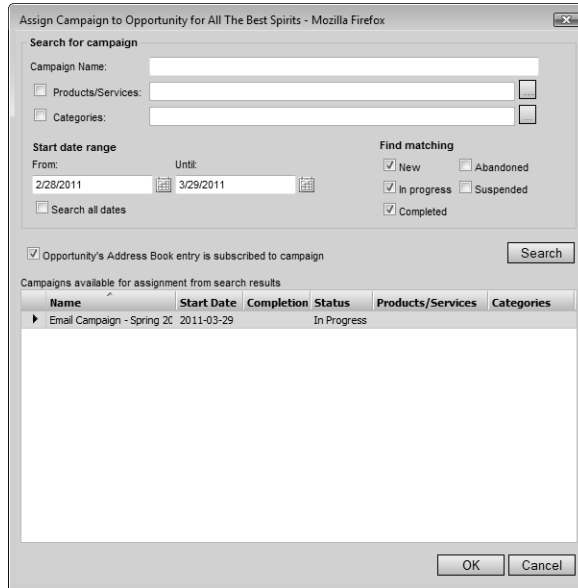 Assign Campaign to Opportunity for All The Best Spirits - Mozilla Firefox
Search for campaign
Campaign Name:
Products/Services:
...
Categories:
...
Start date range
Find matching
From:
Until:
New
Abandoned
2/28/2011
3/29/2011
In progress
Suspended
Search all dates
Completed
Opportunity's Address Book entry is subscribed to campaign
Search
Campaigns available for assignment from search results
Name Start Date Completion Status Products/Services Categories
Email Campaign - Spring 20 2011-03-29 In Progress
OK Cancel